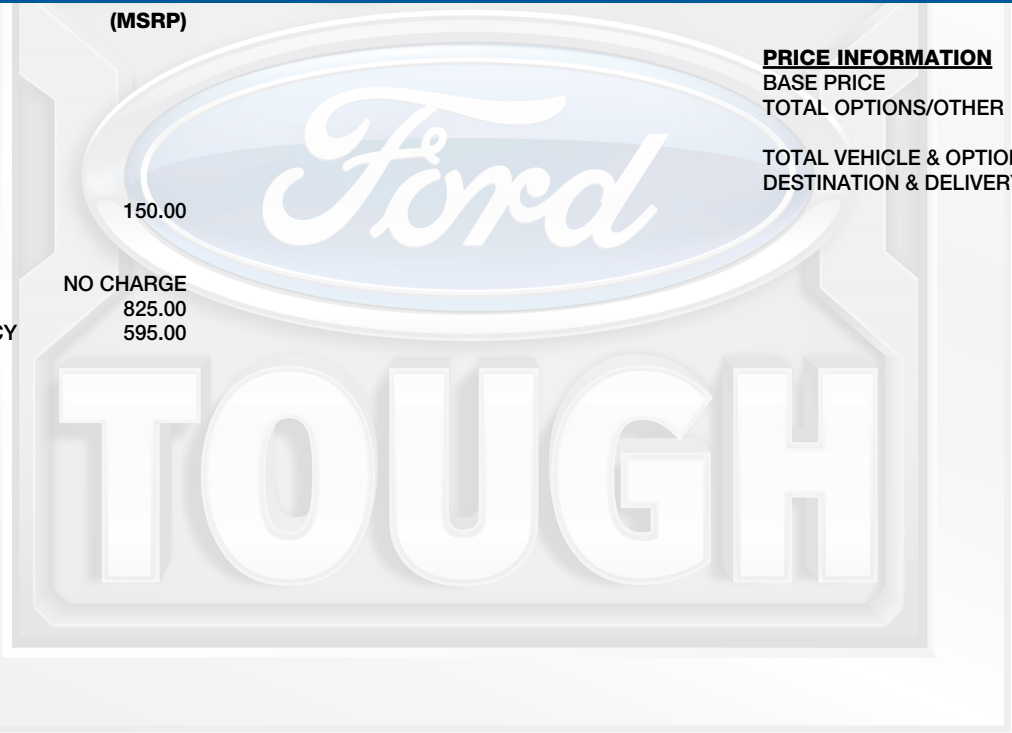 (MSRP)
150.00
NO CHARGE
825.00
CY 595.00
PRICE INFORMATION
BASE PRICE
TOTAL OPTIONS/OTHER
TOTAL VEHICLE & OPTION
DESTINATION & DELIVERY
Ford
TOUGH